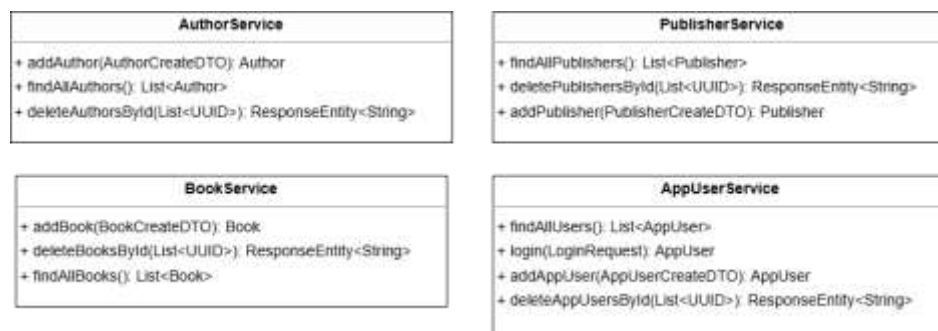 AuthorService
+ addAuthor(AuthorCreateDTO): Author
+ findAllAuthors(): List<Author>
+ deleteAuthorsById(List<UUID>): ResponseEntity<String>
PublisherService
+ findAllPublishers(): List<Publisher>
+ deletePublishersById(List<UUID>): ResponseEntity<String>
+ addPublisher(PublisherCreateDTO): Publisher
BookService
+ addBook(BookCreateDTO): Book
+ deleteBooksById(List<UUID>): ResponseEntity<String>
+ findAllBooks(): List<Book>
AppUserService
+ findAllUsers(): List<AppUser>
+ login(LoginRequest): AppUser
+ addAppUser(AppUserCreateDTO): AppUser
+ deleteAppUsersById(List<UUID>): ResponseEntity<String>